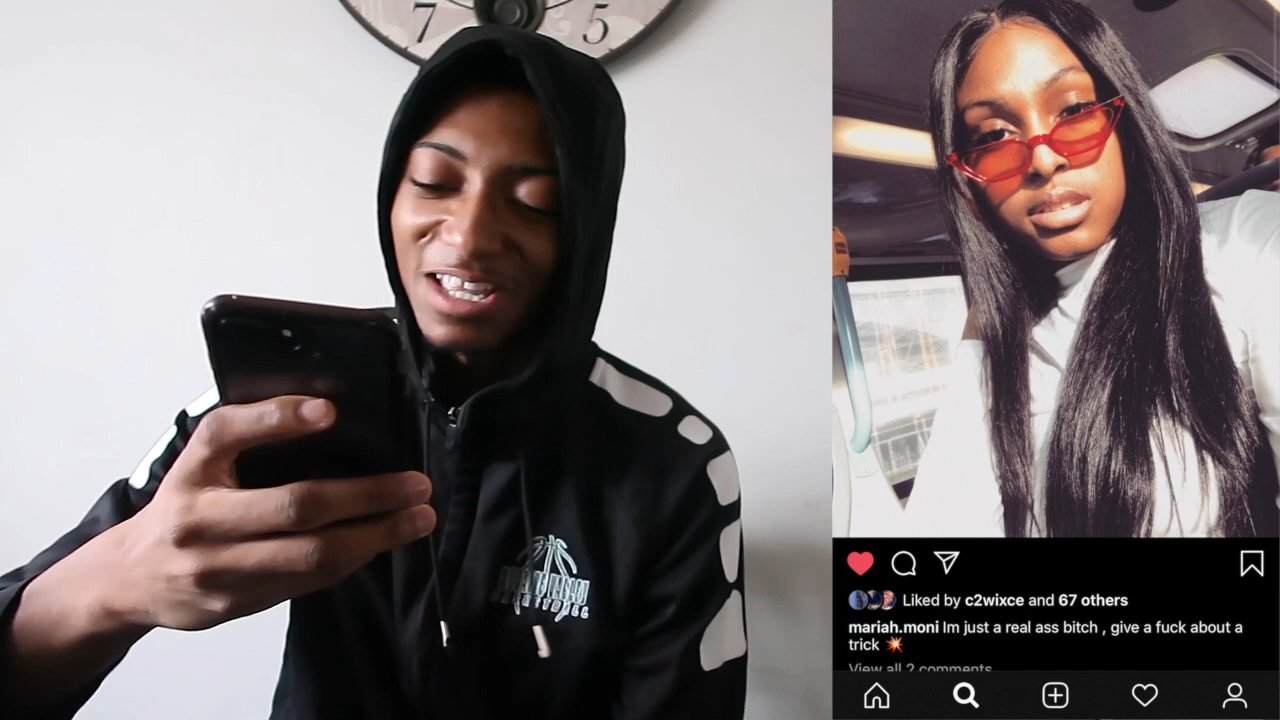 7
5
Liked by c2wixce and 67 others
mariah.moni Im just a real ass bitch , give a fuck about a
trick 💥
View all 2 comments